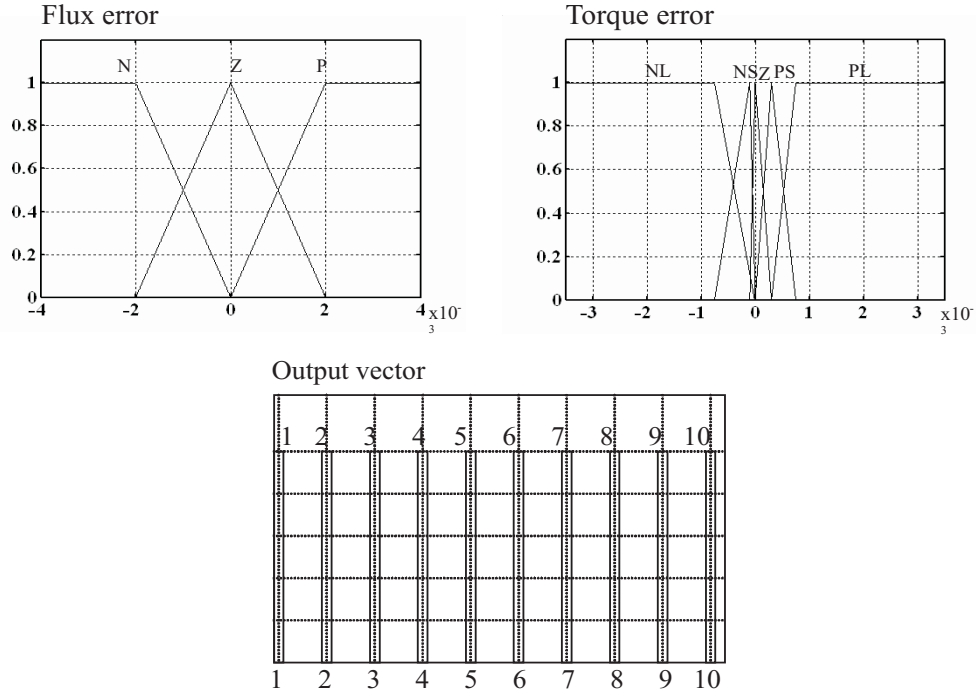 Flux error
N Z P
1
0.8
0.6
0.4
0.2
0
-4 -2 0 2 4 x10-
3
Torque error
NL NS Z PS PL
1
0.8
0.6
0.4
0.2
0
-3 -2 -1 0 1 2 3 x10-
3
Output vector
1 2 3 4 5 6 7 8 9 10
1 2 3 4 5 6 7 8 9 10